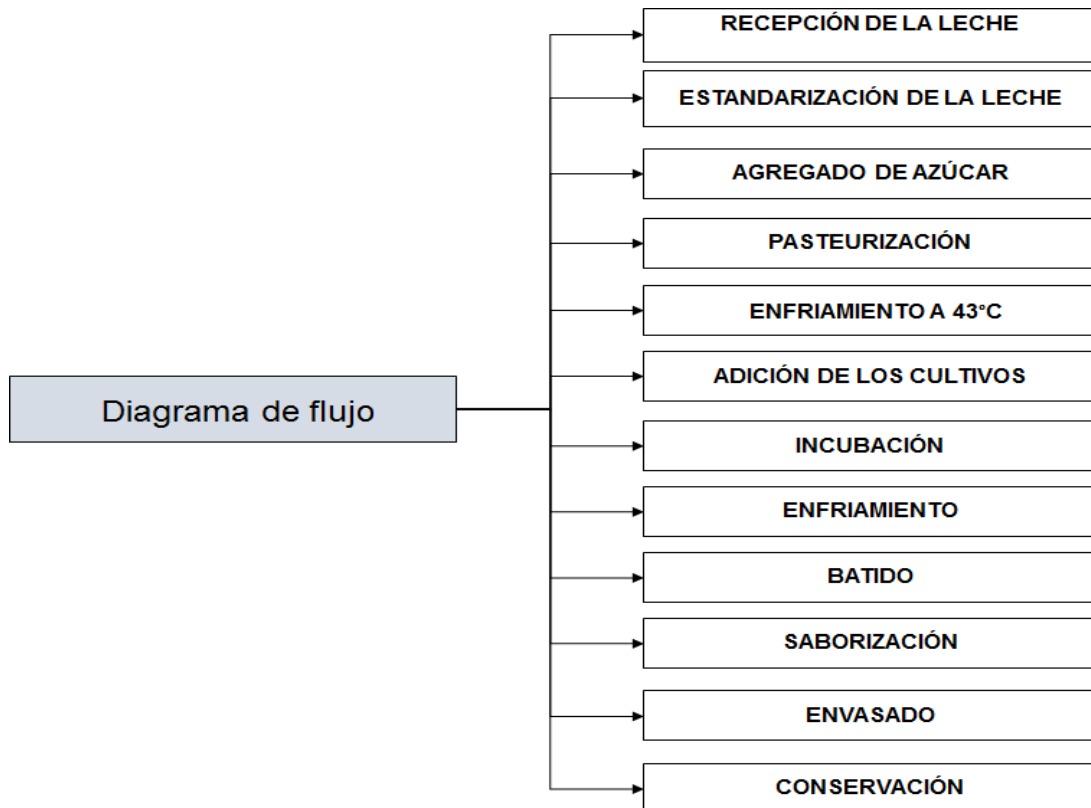 RECEPCIÓN DE LA LECHE
ESTANDARIZACIÓN DE LA LECHE
AGREGADO DE AZÚCAR
PASTEURIZACIÓN
ENFRIAMIENTO A 43°C
Diagrama de flujo
ADICIÓN DE LOS CULTIVOS
INCUBACIÓN
ENFRIAMIENTO
BATIDO
SABORIZACIÓN
ENVASADO
CONSERVACIÓN